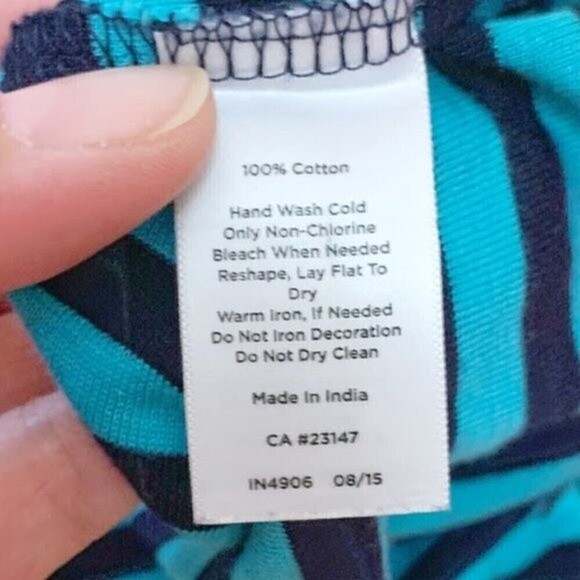 100% Cotton
Hand Wash Cold
Only Non-Chlorine
Bleach When Needed
Reshape, Lay Flat To
Dry
Warm Iron, If Needed
Do Not Iron Decoration
Do Not Dry Clean
Made In India
CA #23147
IN4906 08/15